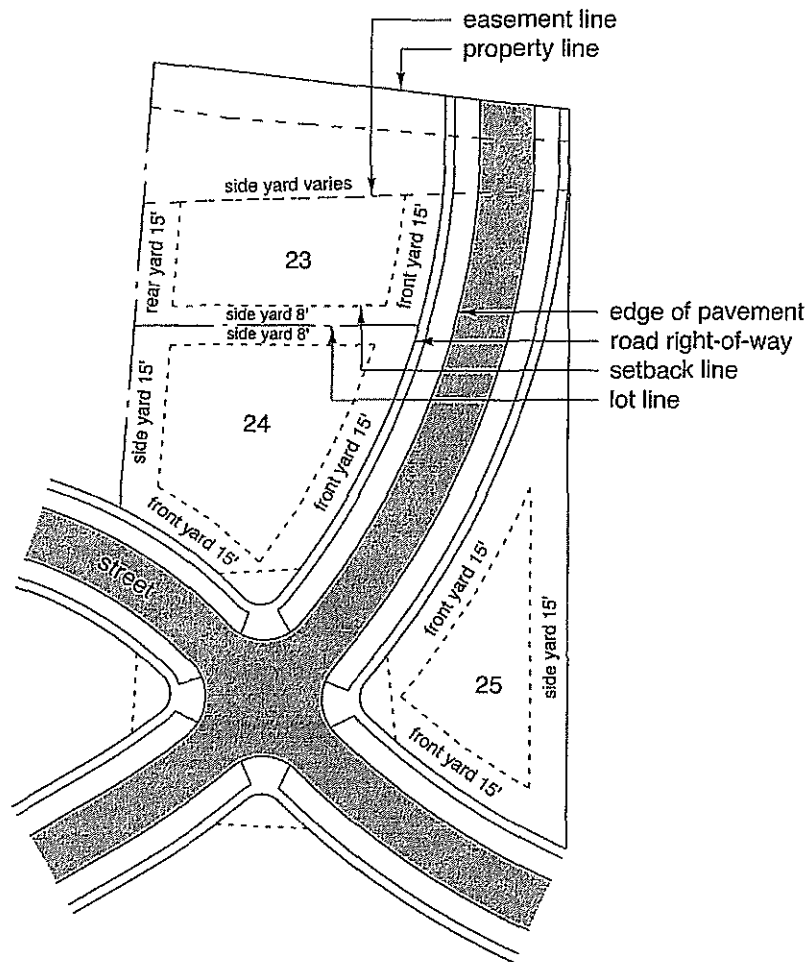 easement line
property line
side yard varies
rear yard 15'
23
front yard 15'
side yard 8'
side yard 8'
edge of pavement
road right-of-way
setback line
lot line
side yard 15'
24
front yard 15'
front yard 15'
street
front yard 15'
25
side yard 15'
front yard 15'